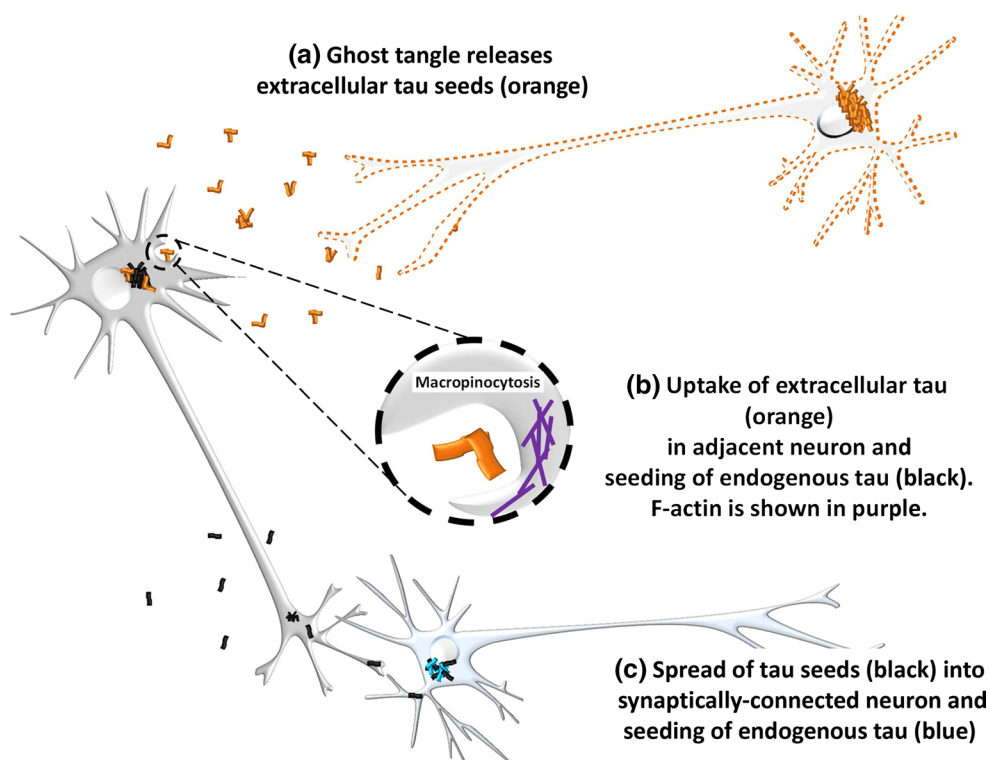 (a) Ghost tangle releases
extracellular tau seeds (orange)
Macropinocytosis
(b) Uptake of extracellular tau
(orange)
in adjacent neuron and
seeding of endogenous tau (black).
F-actin is shown in purple.
(c) Spread of tau seeds (black) into
synaptically-connected neuron and
seeding of endogenous tau (blue)